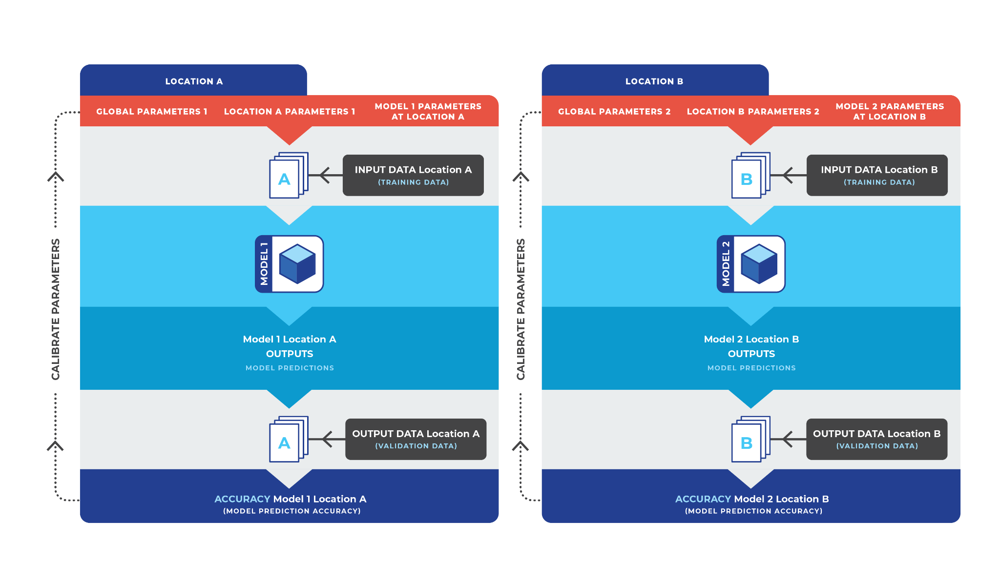 LOCATION A
GLOBAL PARAMETERS 1
LOCATION A PARAMETERS 1
MODEL 1 PARAMETERS
AT LOCATION A
A
INPUT DATA Location A
(TRAINING DATA)
MODEL 1
CALIBRATE PARAMETERS
Model 1 Location A
OUTPUTS
MODEL PREDICTIONS
A
OUTPUT DATA Location A
(VALIDATION DATA)
ACCURACY Model 1 Location A
(MODEL PREDICTION ACCURACY)
LOCATION B
GLOBAL PARAMETERS 2
LOCATION B PARAMETERS 2
MODEL 2 PARAMETERS
AT LOCATION B
B
INPUT DATA Location B
(TRAINING DATA)
MODEL 2
CALIBRATE PARAMETERS
Model 2 Location B
OUTPUTS
MODEL PREDICTIONS
B
OUTPUT DATA Location B
(VALIDATION DATA)
ACCURACY Model 2 Location B
(MODEL PREDICTION ACCURACY)